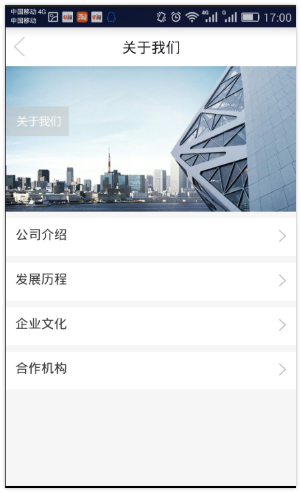 中国移动 4G
中国移动
4G
G
17:00
关于我们
关于我们
公司介绍
发展历程
企业文化
合作机构